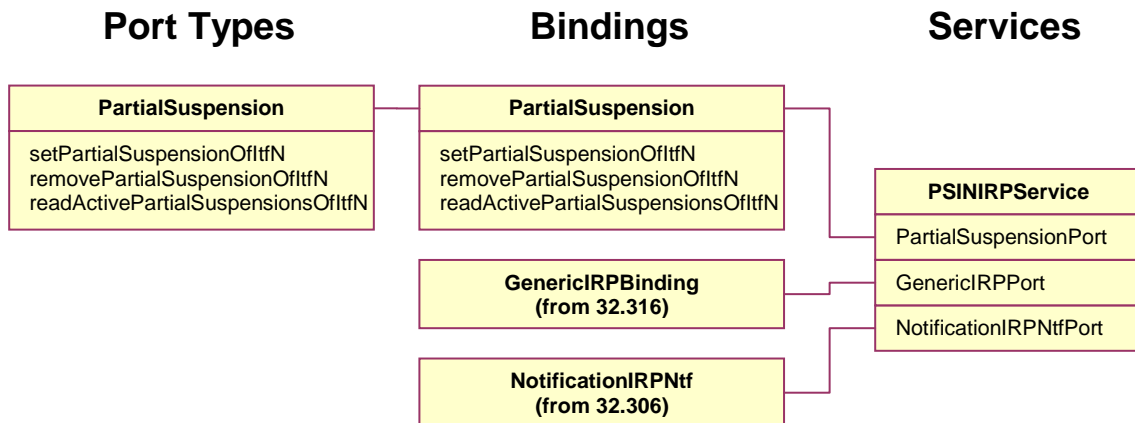 Port Types
Bindings
Services
PartialSuspension
setPartialSuspensionOfItfN
removePartialSuspensionOfItfN
readActivePartialSuspensionsOfItfN
PartialSuspension
setPartialSuspensionOfItfN
removePartialSuspensionOfItfN
readActivePartialSuspensionsOfItfN
GenericIRPBinding
(from 32.316)
NotificationIRPNtf
(from 32.306)
PSINIRPService
PartialSuspensionPort
GenericIRPPort
NotificationIRPNtfPort